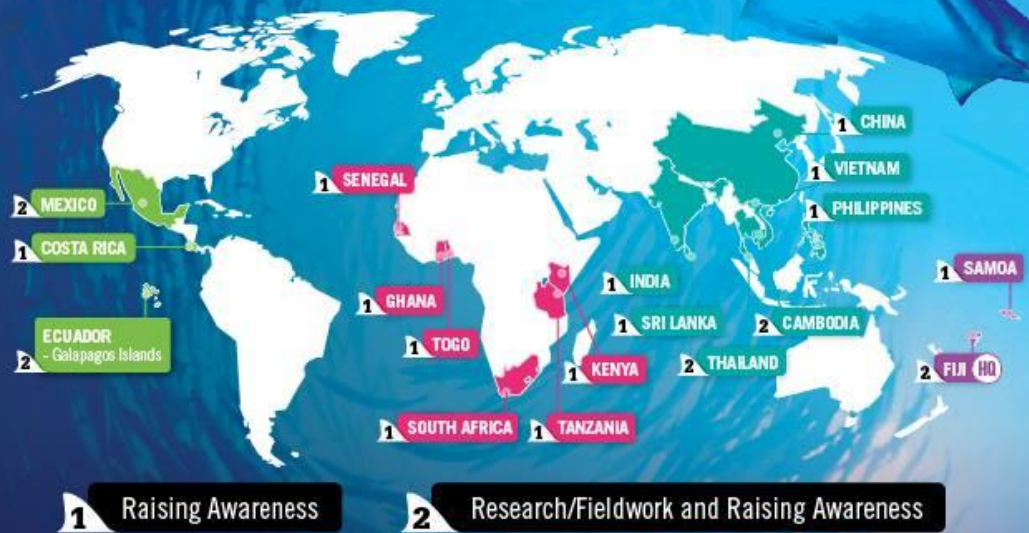 1 CHINA
1 VIETNAM
1 SENEGAL
2 MEXICO
1 PHILIPPINES
1 COSTA RICA
1 SAMOA
1 INDIA
1 GHANA
1 SRI LANKA
2 CAMBODIA
ECUADOR
- Galapagos Islands
2
1 TOGO
1 KENYA
2 THAILAND
2 FIJI HQ
1 SOUTH AFRICA
1 TANZANIA
1 Raising Awareness
2 Research/Fieldwork and Raising Awareness